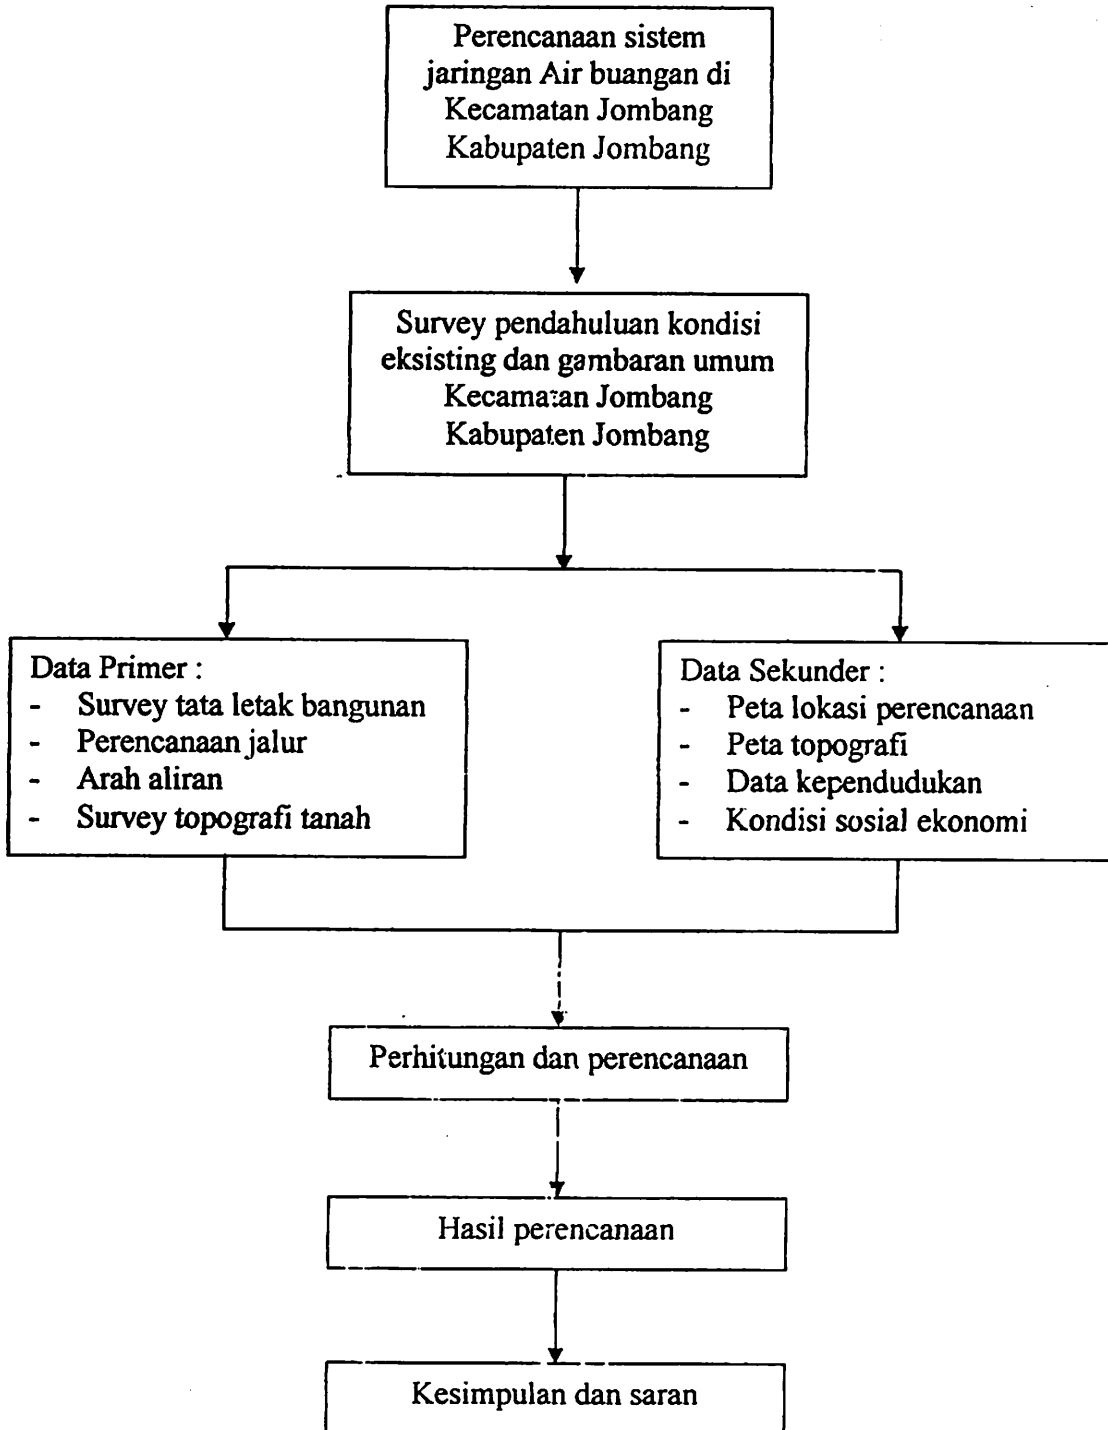 Perencanaan sistem
jaringan Air buangan di
Kecamatan Jombang
Kabupaten Jombang
Survey pendahuluan kondisi
eksisting dan gambaran umum
Kecamatan Jombang
Kabupaten Jombang
Data Primer :
- Survey tata letak bangunan
- Perencanaan jalur
- Arah aliran
- Survey topografi tanah
Data Sekunder :
- Peta lokasi perencanaan
- Peta topografi
- Data kependudukan
- Kondisi sosial ekonomi
Perhitungan dan perencanaan
Hasil perencanaan
Kesimpulan dan saran